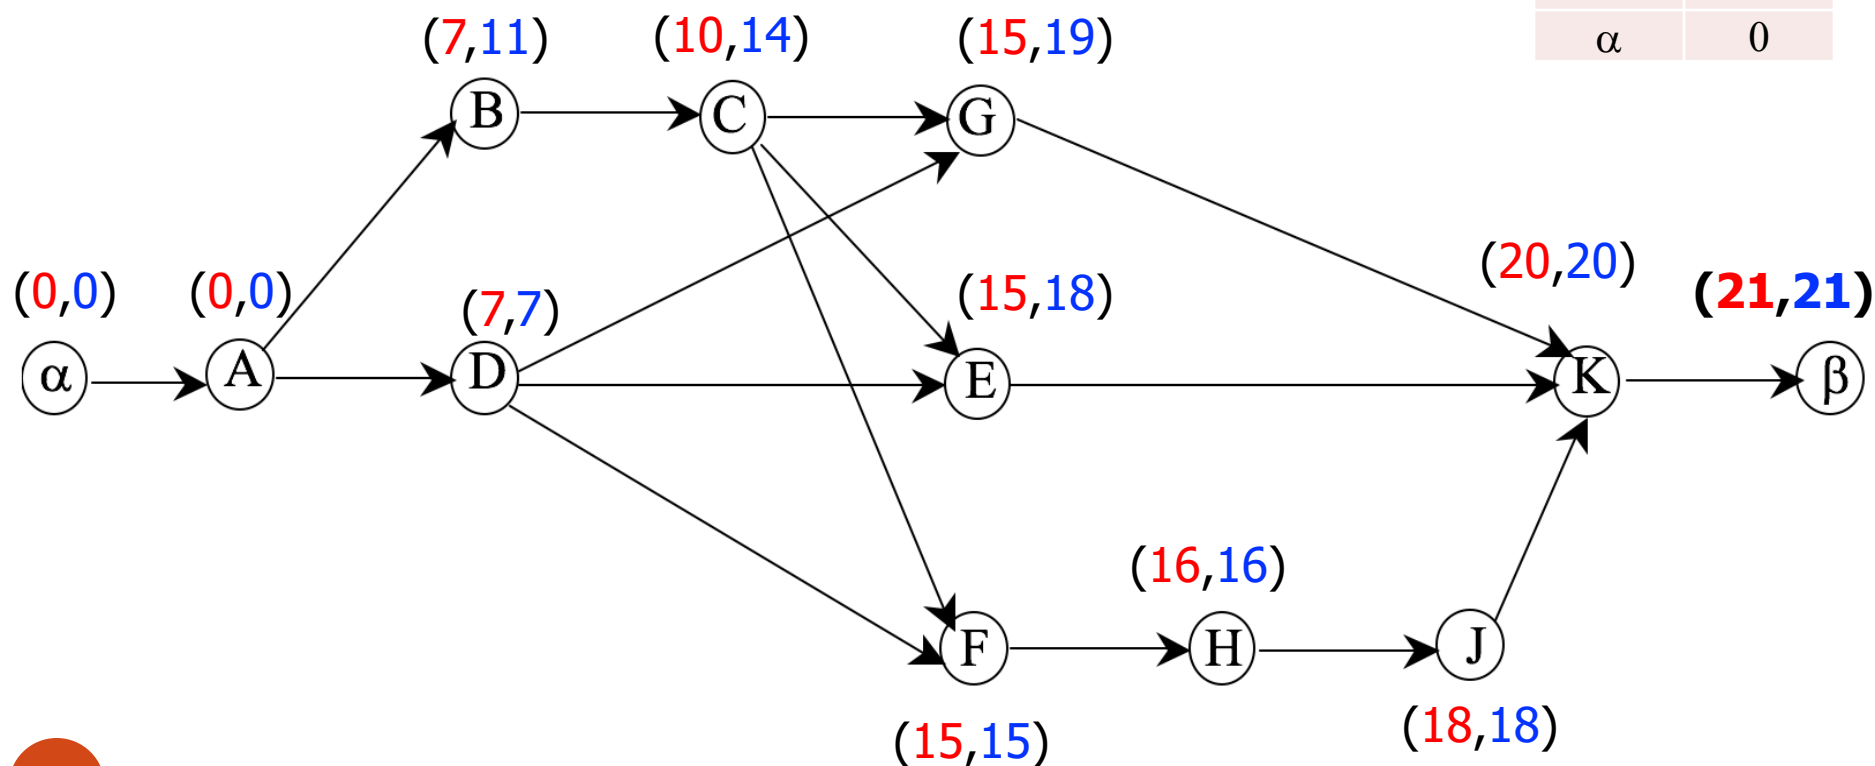 α 0
(7,11) (10,14) (15,19)
B C G
(0,0) (0,0) (7,7) (15,18) (20,20) (21,21)
α A D E K β
(16,16)
F H J
(15,15) (18,18)